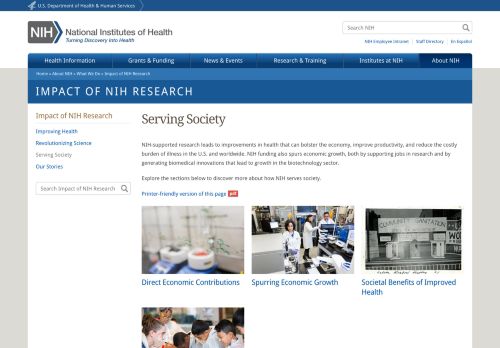 U.S. Department of Health & Human Services
NIH
National Institutes of Health
Turning Discovery Into Health
Search NIH
NIH Employee Intranet
Staff Directory
En Español
Health Information
Grants & Funding
News & Events
Research & Training
Institutes at NIH
About NIH
Home » About NIH » What We Do » Impact of NIH Research
IMPACT OF NIH RESEARCH
Impact of NIH Research
Improving Health
Revolutionizing Science
Serving Society
Our Stories
Search Impact of NIH Research
Serving Society
NIH-supported research leads to improvements in health that can bolster the economy, improve productivity, and reduce the costly
burden of illness in the U.S. and worldwide. NIH funding also spurs economic growth, both by supporting jobs in research and by
generating biomedical innovations that lead to growth in the biotechnology sector.
Explore the sections below to discover more about how NIH serves society.
Printer-friendly version of this page pdf
COMMUNITY SANITATION
Direct Economic Contributions
Spurring Economic Growth
Societal Benefits of Improved
Health